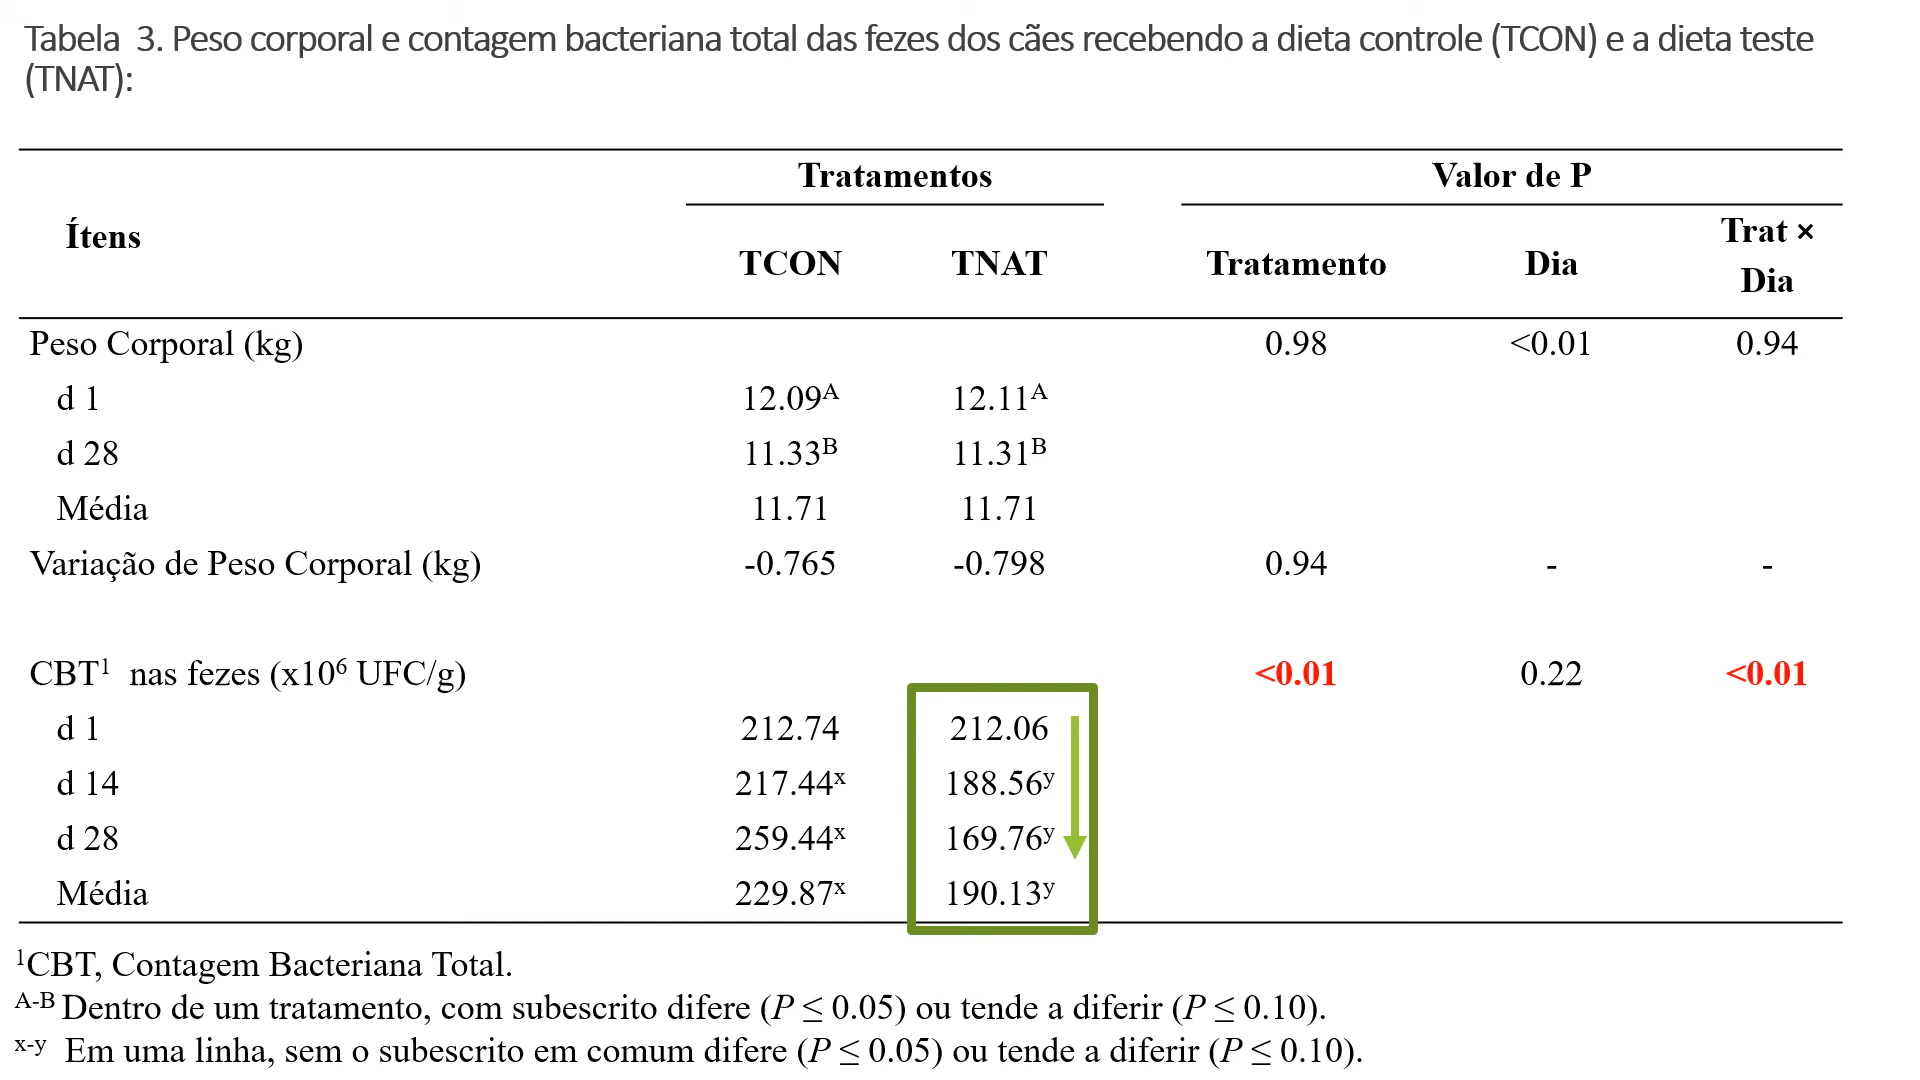 Tabela 3. Peso corporal e contagem bacteriana total das fezes dos cães recebendo a dieta controle (TCON) e a dieta teste
(TNAT):
Tratamentos Valor de P
Ítens TCON TNAT Tratamento Dia Trat × Dia
Peso Corporal (kg) 0.98 <0.01 0.94
d 1 12.09ᴬ 12.11ᴬ
d 28 11.33ᴮ 11.31ᴮ
Média 11.71 11.71
Variação de Peso Corporal (kg) -0.765 -0.798 0.94 - -
CBT¹ nas fezes (x10⁶ UFC/g) <0.01 0.22 <0.01
d 1 212.74 212.06
d 14 217.44ˣ 188.56ʸ
d 28 259.44ˣ 169.76ʸ
Média 229.87ˣ 190.13ʸ
¹CBT, Contagem Bacteriana Total.
ᴬ⁻ᴮ Dentro de um tratamento, com subescrito difere (P ≤ 0.05) ou tende a diferir (P ≤ 0.10).
ˣ⁻ʸ Em uma linha, sem o subescrito em comum difere (P ≤ 0.05) ou tende a diferir (P ≤ 0.10).